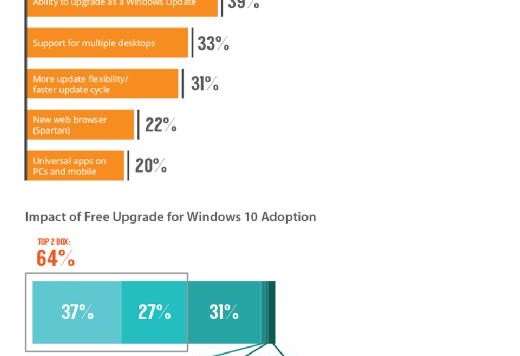 Ability to upgrade as a Windows Update
39%
Support for multiple desktops
33%
More update flexibility/
faster update cycle
31%
New web browser
(Spartan)
22%
Universal apps on
PCs and mobile
20%
Impact of Free Upgrade for Windows 10 Adoption
TOP 2 BOX:
64%
37% 27% 31%